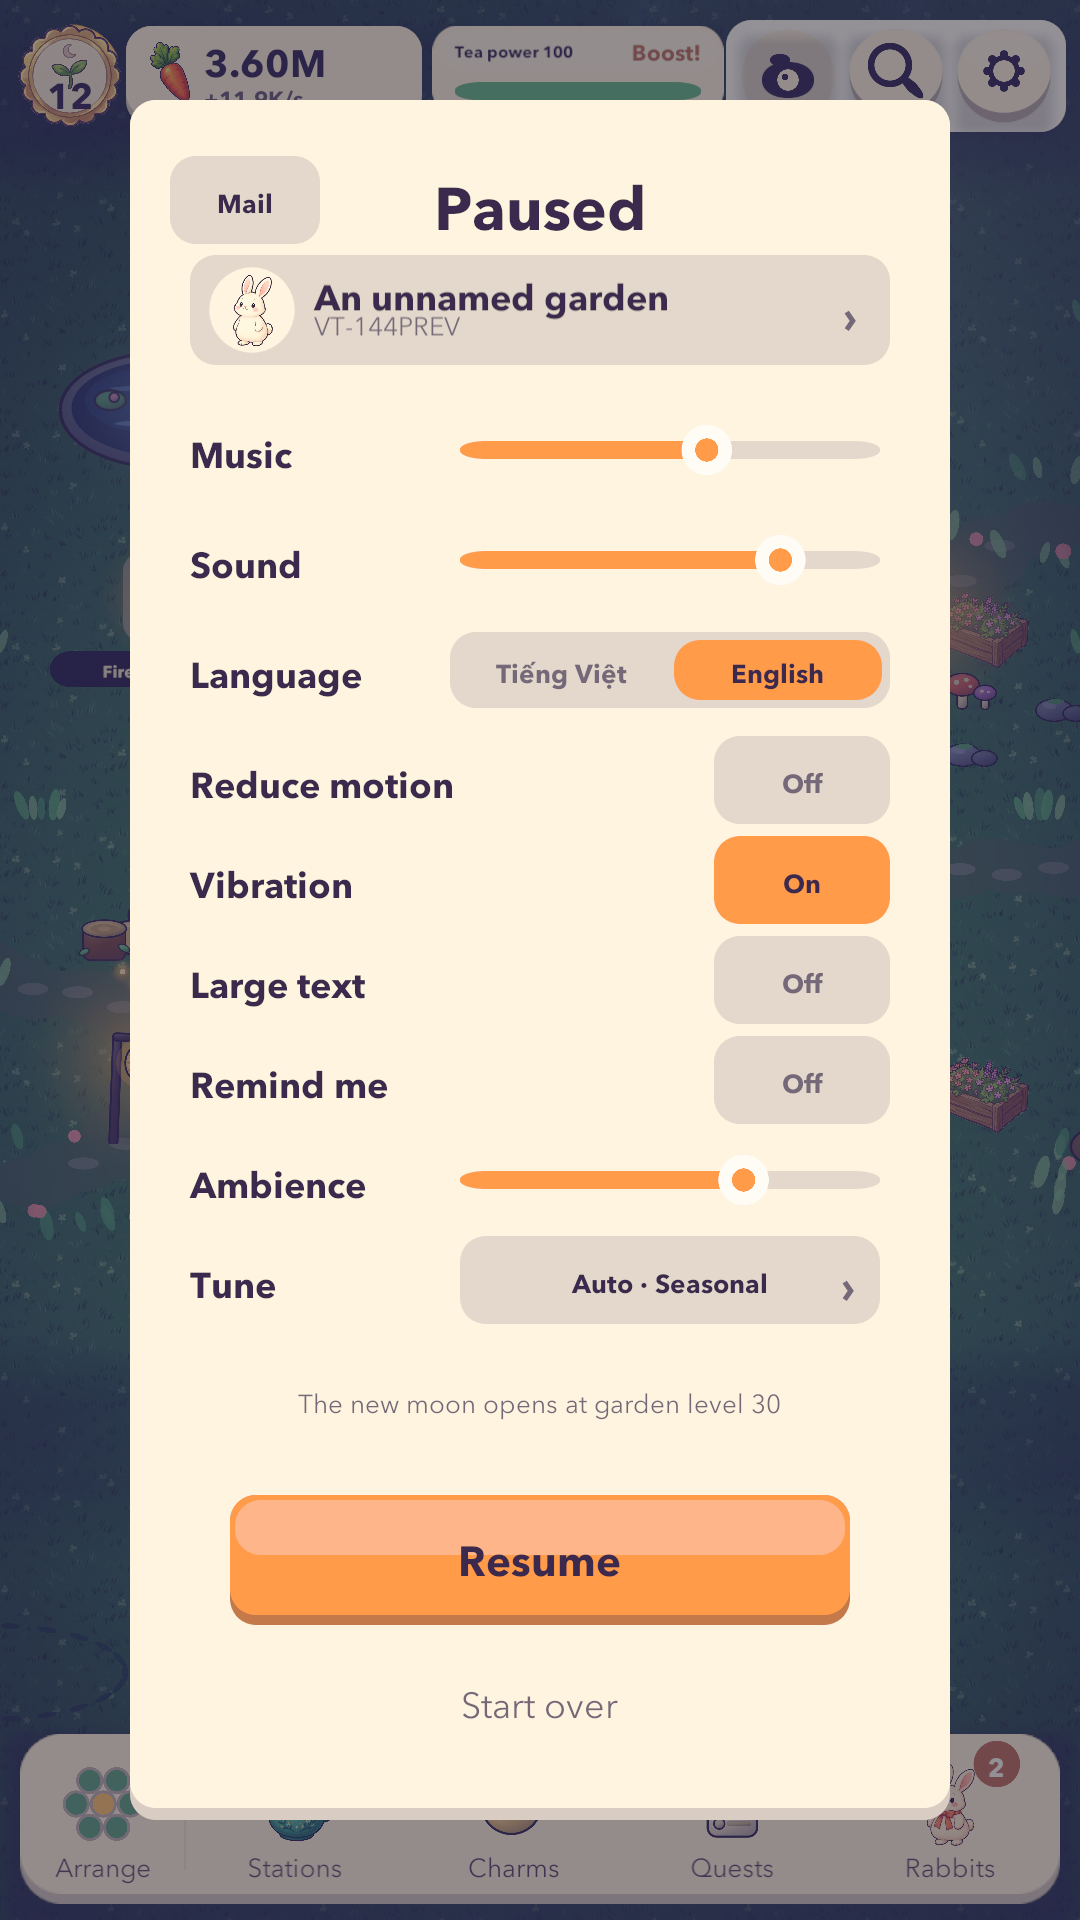 12
3.60M
+11.9K/s
Tea power 100
Boost!
Mail
Paused
An unnamed garden
VT-144PREV
Music
Sound
Language
Tiếng Việt
English
Reduce motion
Off
Vibration
On
Large text
Off
Remind me
Off
Ambience
Tune
Auto · Seasonal
The new moon opens at garden level 30
Resume
Start over
2
Arrange
Stations
Charms
Quests
Rabbits